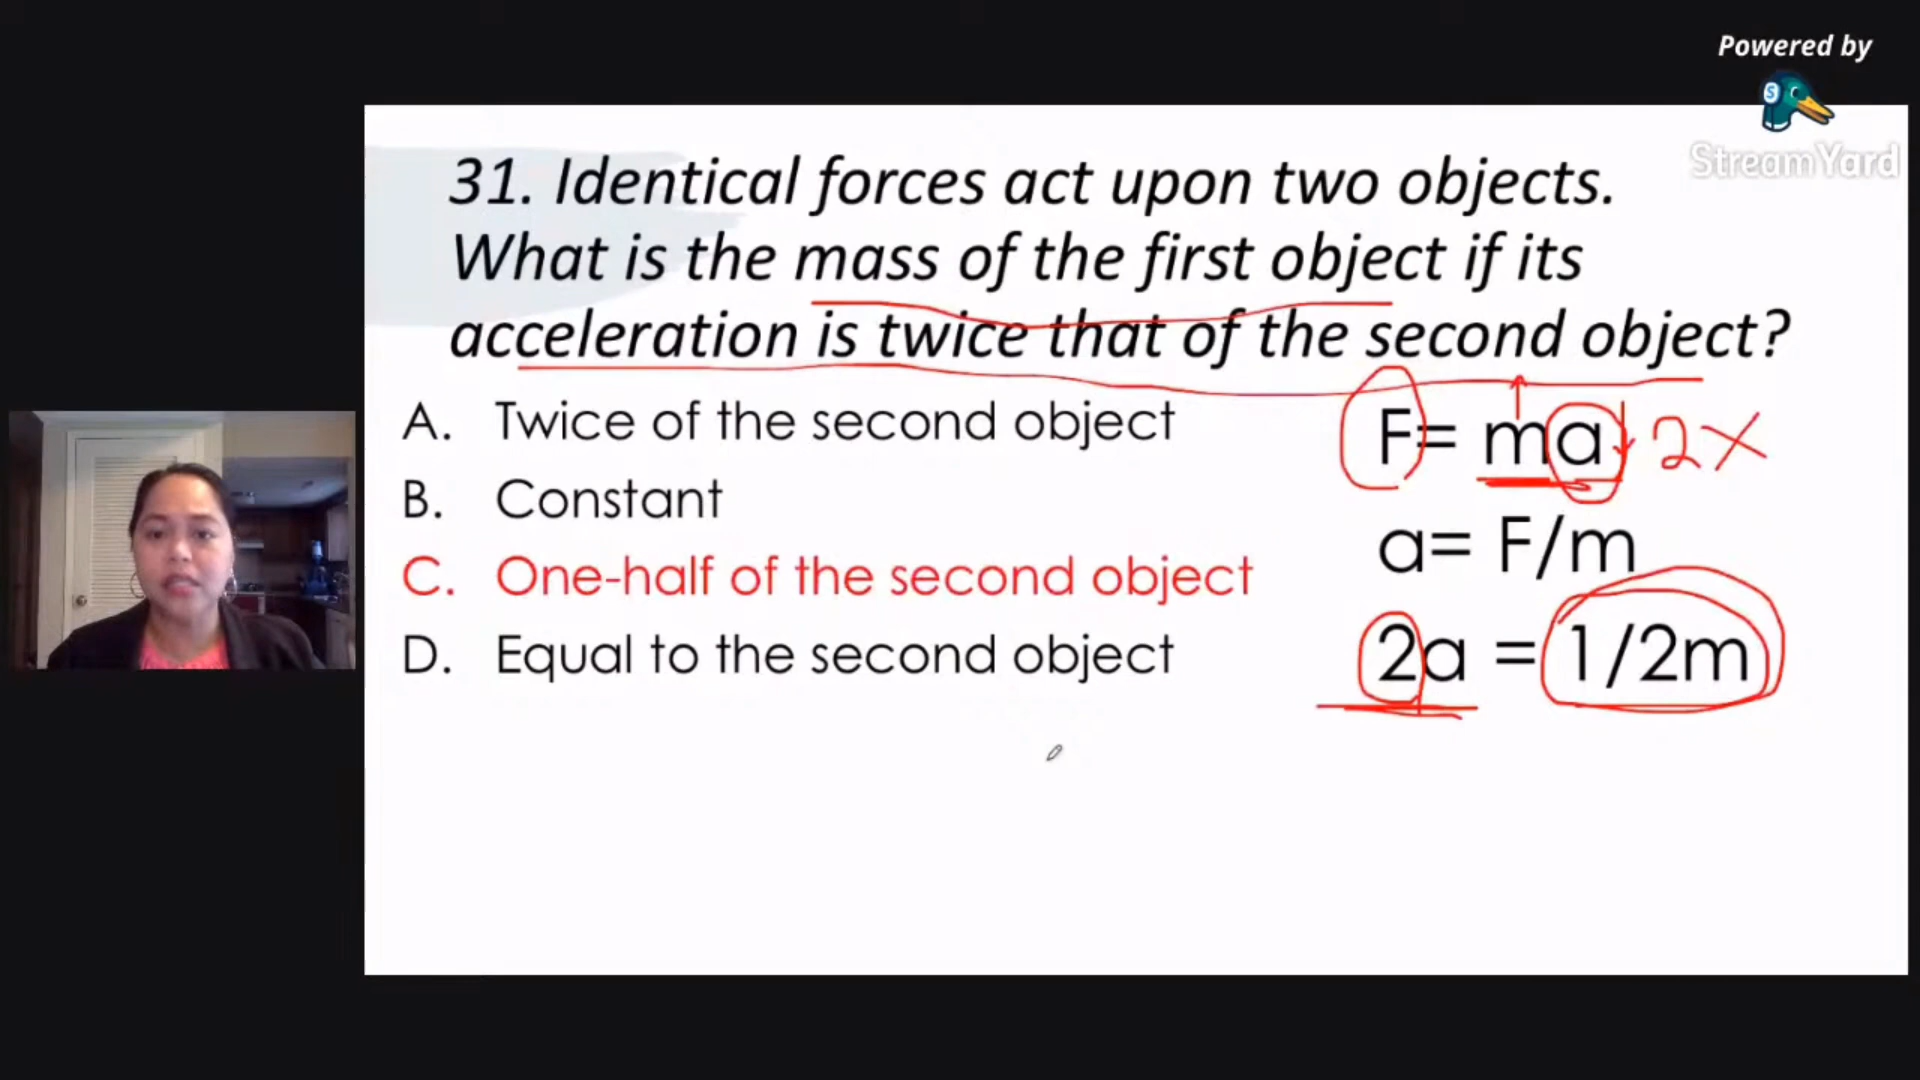 Powered by
StreamYard
31. Identical forces act upon two objects.
What is the mass of the first object if its
acceleration is twice that of the second object?
A. Twice of the second object
B. Constant
C. One-half of the second object
D. Equal to the second object
F= ma 2X
a= F/m
2a = 1/2m